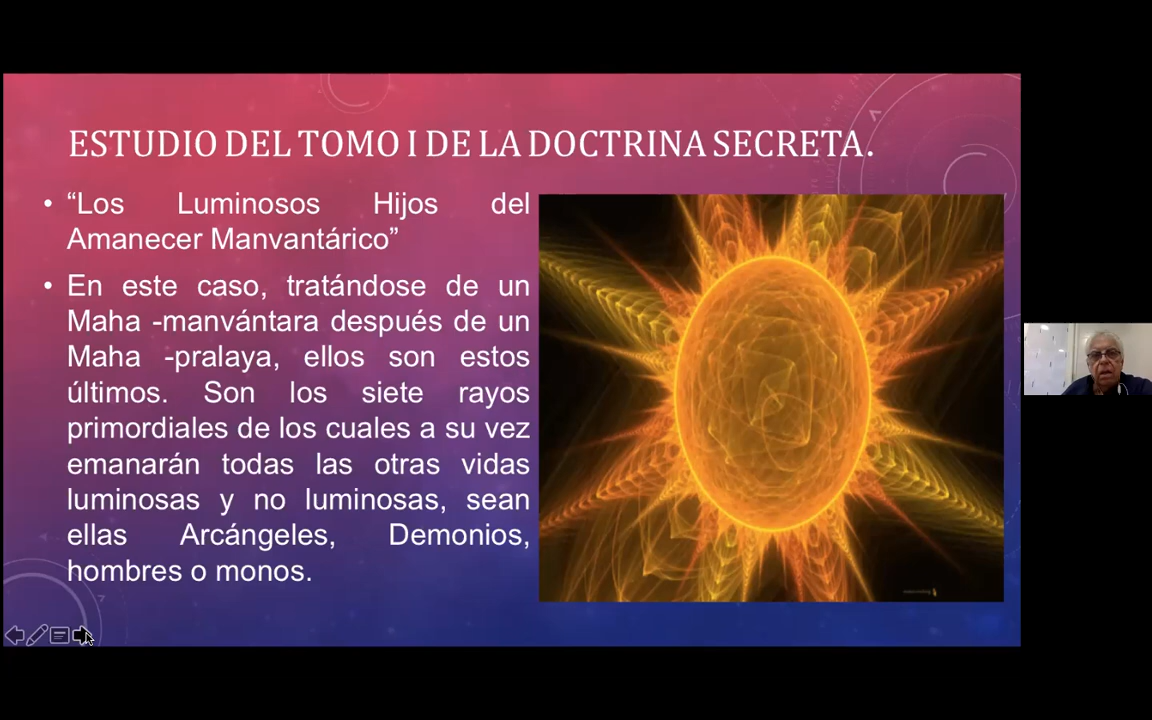 ESTUDIO DEL TOMO I DE LA DOCTRINA SECRETA.
• “Los Luminosos Hijos del
Amanecer Manvantárico”
• En este caso, tratándose de un
Maha -manvántara después de un
Maha -pralaya, ellos son estos
últimos. Son los siete rayos
primordiales de los cuales a su vez
emanarán todas las otras vidas
luminosas y no luminosas, sean
ellas Arcángeles, Demonios,
hombres o monos.